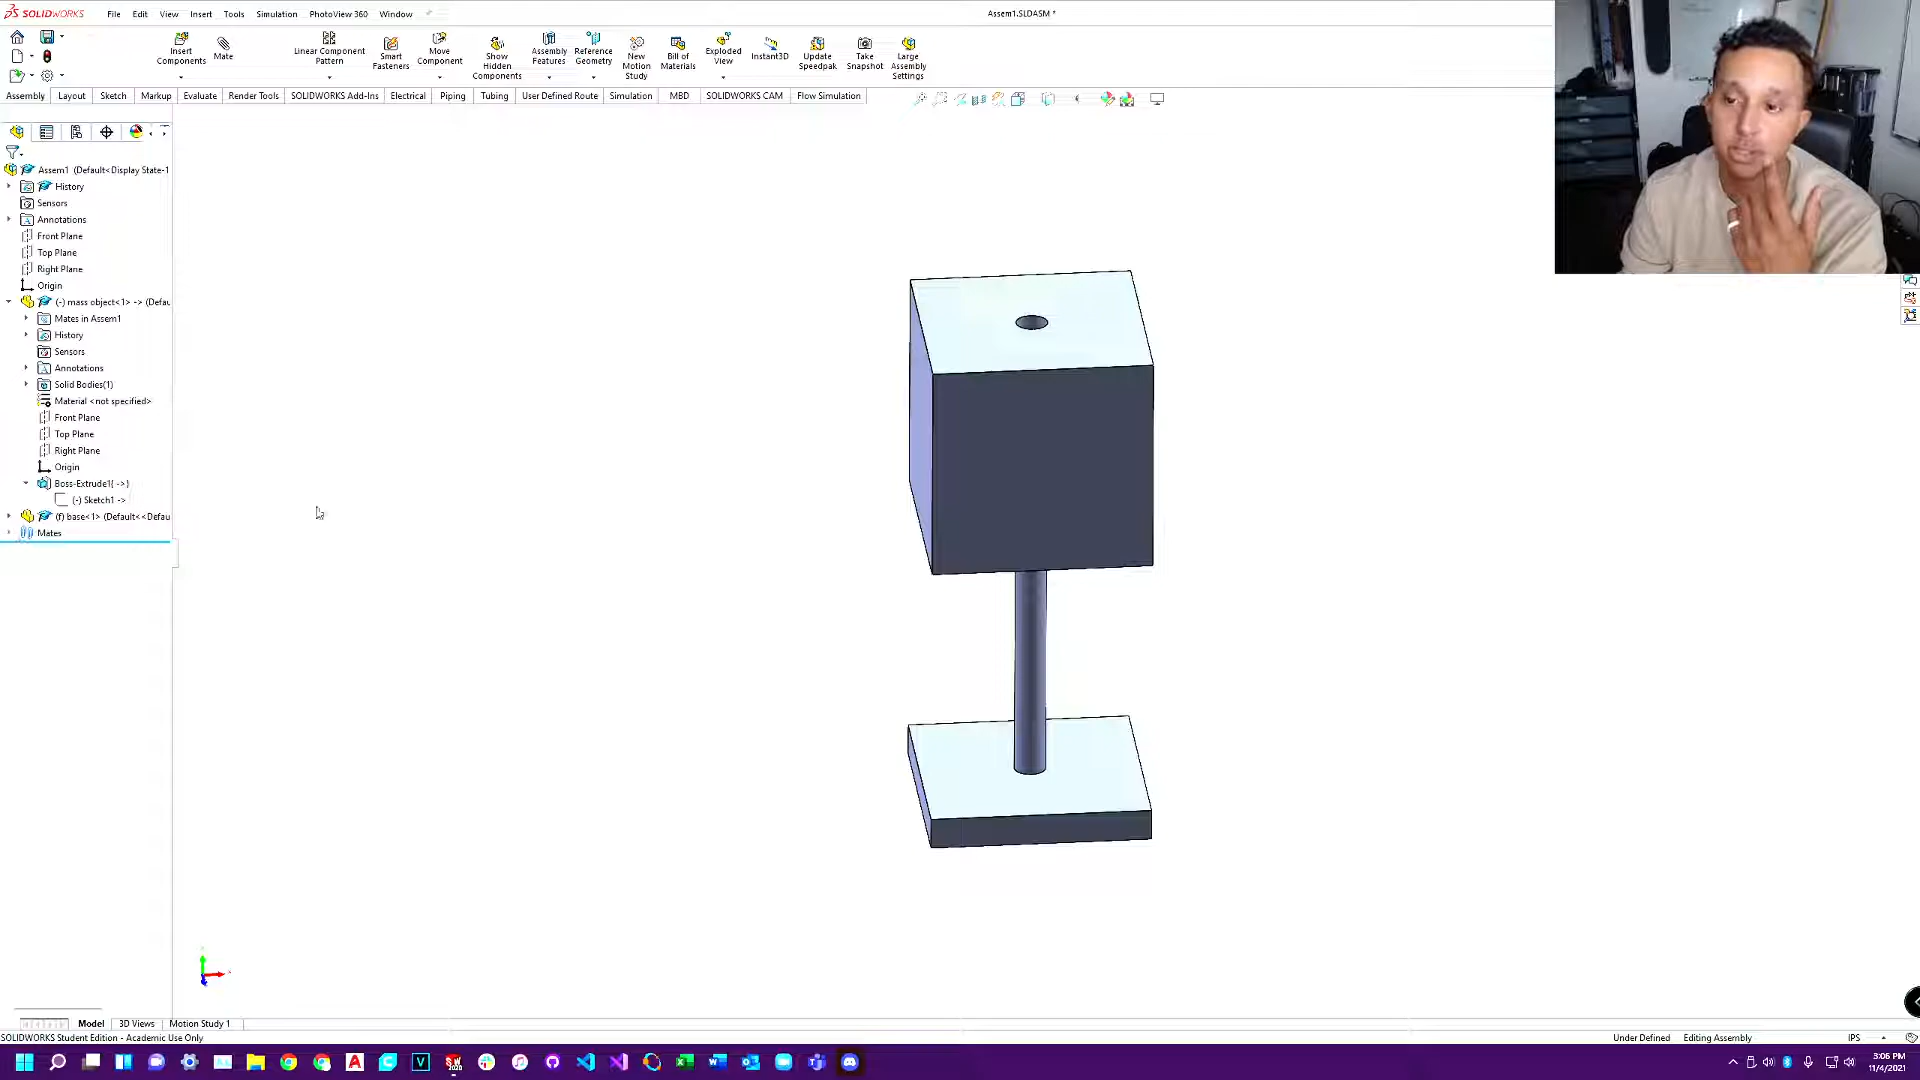 SOLIDWORKS File Edit View Insert Tools Simulation PhotoView 360 Window Assem1.SLDASM *
Insert Components
Mate
Linear Component Pattern
Smart Fasteners
Move Component
Show Hidden Components
Assembly Features
Reference Geometry
New Motion Study
Bill of Materials
Exploded View
Instant3D
Update Speedpak
Take Snapshot
Large Assembly Settings
Assembly Layout Sketch Markup Evaluate Render Tools SOLIDWORKS Add-Ins Electrical Piping Tubing User Defined Route Simulation MBD SOLIDWORKS CAM Flow Simulation
Assem1 (Default<Display State-1
History
Sensors
Annotations
Front Plane
Top Plane
Right Plane
Origin
(-) mass object<1> -> (Defau
Mates in Assem1
History
Sensors
Annotations
Solid Bodies(1)
Material <not specified>
Front Plane
Top Plane
Right Plane
Origin
Boss-Extrude1{ ->}
(-) Sketch1 ->
(f) base<1> (Default<<Defau
Mates
Model 3D Views Motion Study 1
SOLIDWORKS Student Edition - Academic Use Only Under Defined Editing Assembly IPS
3:06 PM
11/4/2021